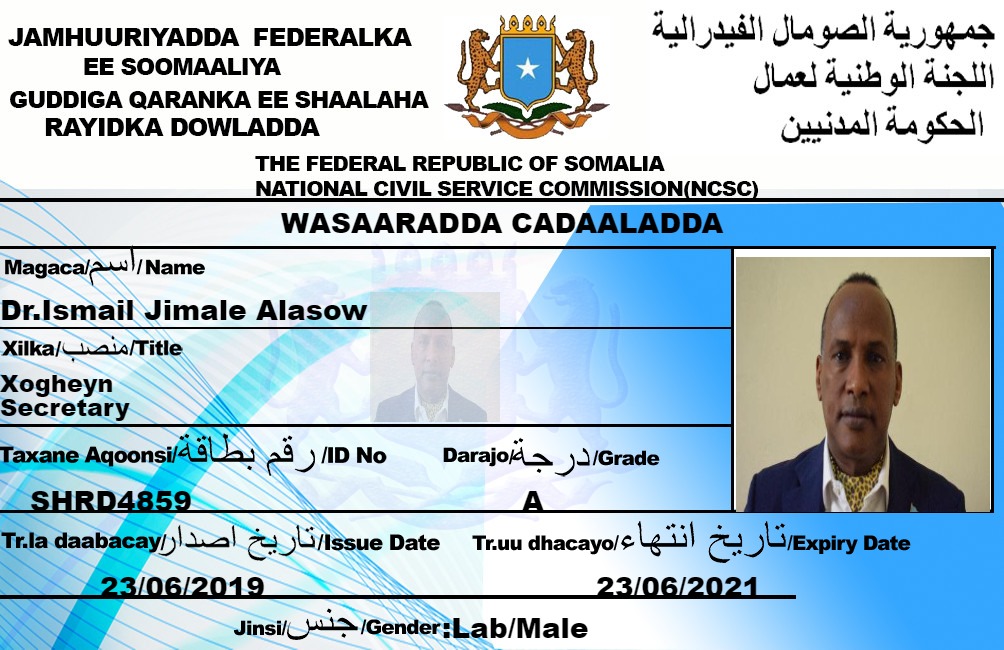 JAMHUURIYADDA FEDERALKA
EE SOOMAALIYA
GUDDIGA QARANKA EE SHAALAHA
RAYIDKA DOWLADDA
جمهورية الصومال الفيدرالية
اللجنة الوطنية لعمال
الحكومة المدنيين
THE FEDERAL REPUBLIC OF SOMALIA
NATIONAL CIVIL SERVICE COMMISSION(NCSC)
WASAARADDA CADAALADDA
Magaca/اسم/Name
Dr.Ismail Jimale Alasow
Xilka/منصب/Title
Xogheyn
Secretary
Taxane Aqoonsi/رقم بطاقة/ID No
SHRD4859
Darajo/درجة/Grade
A
Tr.la daabacay/تاريخ اصدار/Issue Date
23/06/2019
Tr.uu dhacayo/تاريخ انتهاء/Expiry Date
23/06/2021
Jinsi/جنس/Gender:Lab/Male